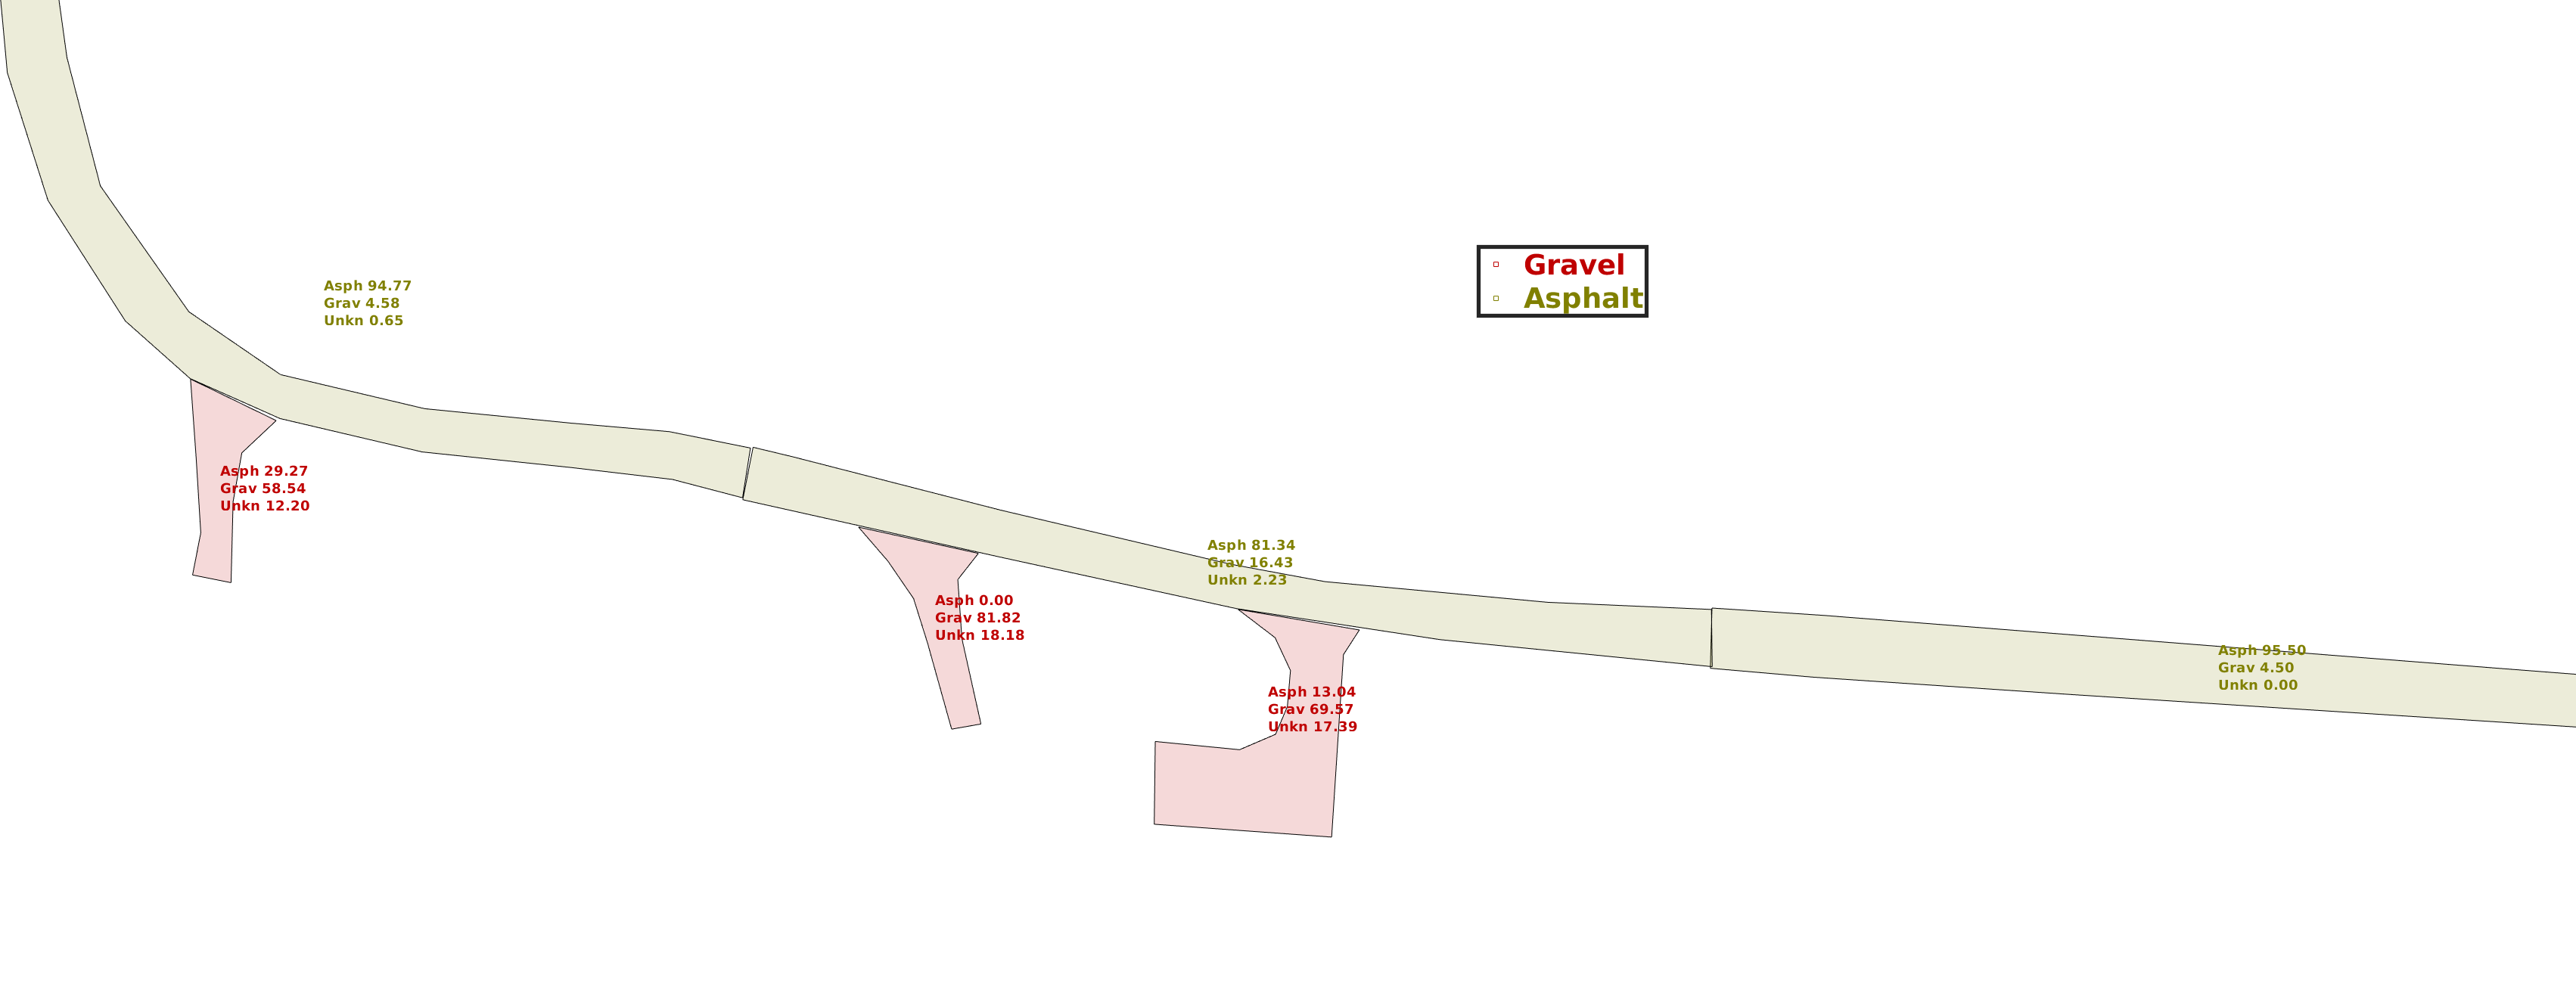 Gravel
Asphalt
Asph 94.77
Grav 4.58
Unkn 0.65
Asph 29.27
Grav 58.54
Unkn 12.20
Asph 81.34
Grav 16.43
Unkn 2.23
Asph 0.00
Grav 81.82
Unkn 18.18
Asph 95.50
Grav 4.50
Unkn 0.00
Asph 13.04
Grav 69.57
Unkn 17.39